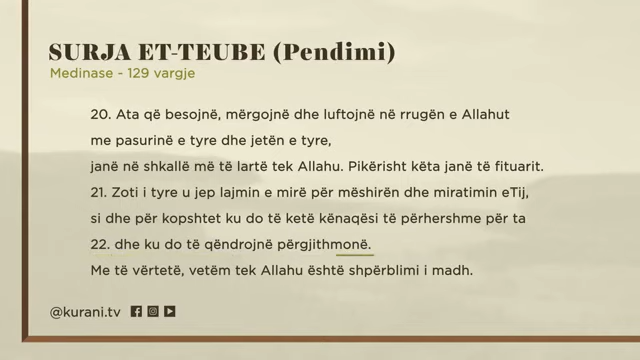 SURJA ET-TEUBE (Pendimi)
Medinase - 129 vargje
20. Ata që besojnë, mërgojnë dhe luftojnë në rrugën e Allahut
me pasurinë e tyre dhe jetën e tyre,
janë në shkallë më të lartë tek Allahu. Pikërisht këta janë të fituarit.
21. Zoti i tyre u jep lajmin e mirë për mëshirën dhe miratimin eTij,
si dhe për kopshtet ku do të ketë kënaqësi të përhershme për ta
22. dhe ku do të qëndrojnë përgjithmonë.
Me të vërtetë, vetëm tek Allahu është shpërblimi i madh.
@kurani.tv